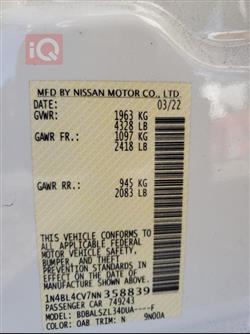 iQ
MFD BY NISSAN MOTOR CO., LTD
DATE: 03/22
GVWR: 1963 KG
4328 LB
GAWR FR.: 1097 KG
2418 LB
GAWR RR.: 945 KG
2083 LB
THIS VEHICLE CONFORMS TO
ALL APPLICABLE FEDERAL
MOTOR VEHICLE SAFETY,
BUMPER, AND THEFT
PREVENTION STANDARDS IN
EFFECT ON THE DATE OF
MANUFACTURE SHOWN ABOVE.
1N4BL4CV7NN358839
PASSENGER CAR 749243
MODEL: BDBALSZL34DUA----F
COLOR: QAB TRIM: N 9N00A